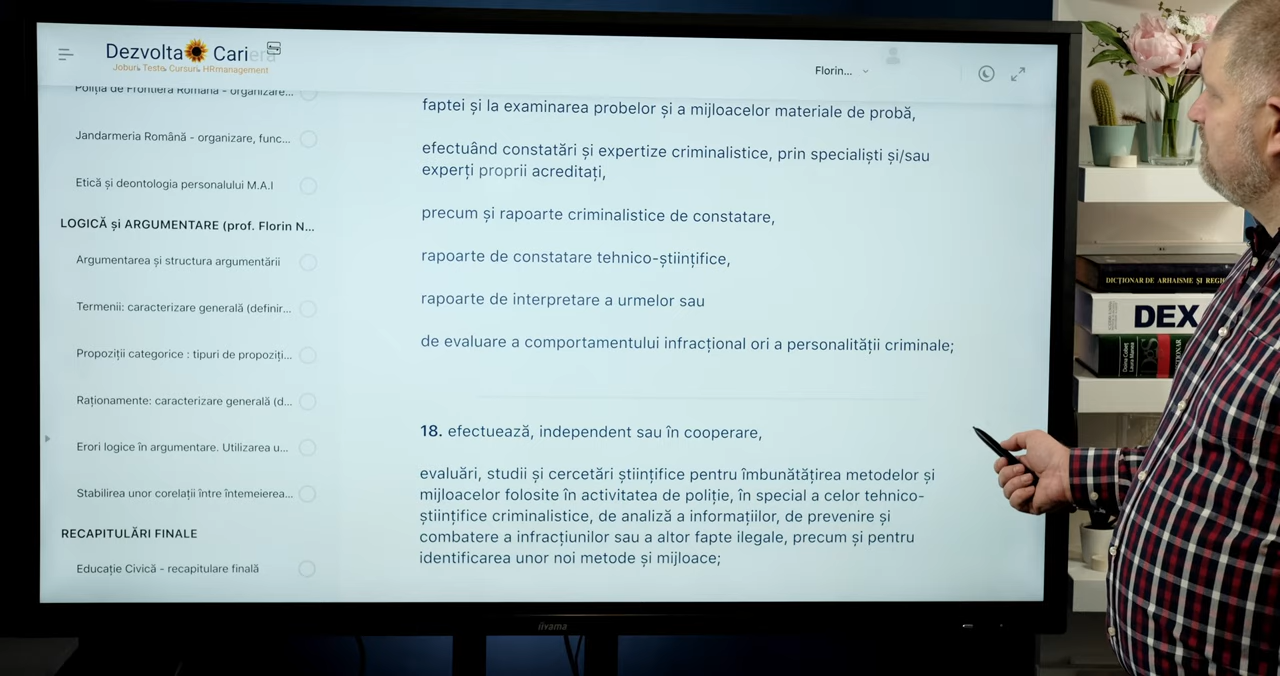 Dezvolta Cariera
Joburi, Teste, Cursuri, HRmanagement
Florin...
Poliția de Frontieră Română - organizare...
Jandarmeria Română - organizare, func...
Etică și deontologia personalului M.A.I
LOGICĂ și ARGUMENTARE (prof. Florin N...
Argumentarea și structura argumentării
Termenii: caracterizare generală (definir...
Propoziții categorice : tipuri de propoziți...
Raționamente: caracterizare generală (d...
Erori logice în argumentare. Utilizarea u...
Stabilirea unor corelații între întemeierea...
RECAPITULĂRI FINALE
Educație Civică - recapitulare finală
faptei și la examinarea probelor și a mijloacelor materiale de probă,
efectuând constatări și expertize criminalistice, prin specialiști și/sau
experți proprii acreditați,
precum și rapoarte criminalistice de constatare,
rapoarte de constatare tehnico-științifice,
rapoarte de interpretare a urmelor sau
de evaluare a comportamentului infracțional ori a personalității criminale;
18. efectuează, independent sau în cooperare,
evaluări, studii și cercetări științifice pentru îmbunătățirea metodelor și
mijloacelor folosite în activitatea de poliție, în special a celor tehnico-
științifice criminalistice, de analiză a informațiilor, de prevenire și
combatere a infracțiunilor sau a altor fapte ilegale, precum și pentru
identificarea unor noi metode și mijloace;
iiyama
DICȚIONAR DE ARHAISME ȘI REGI
DEX